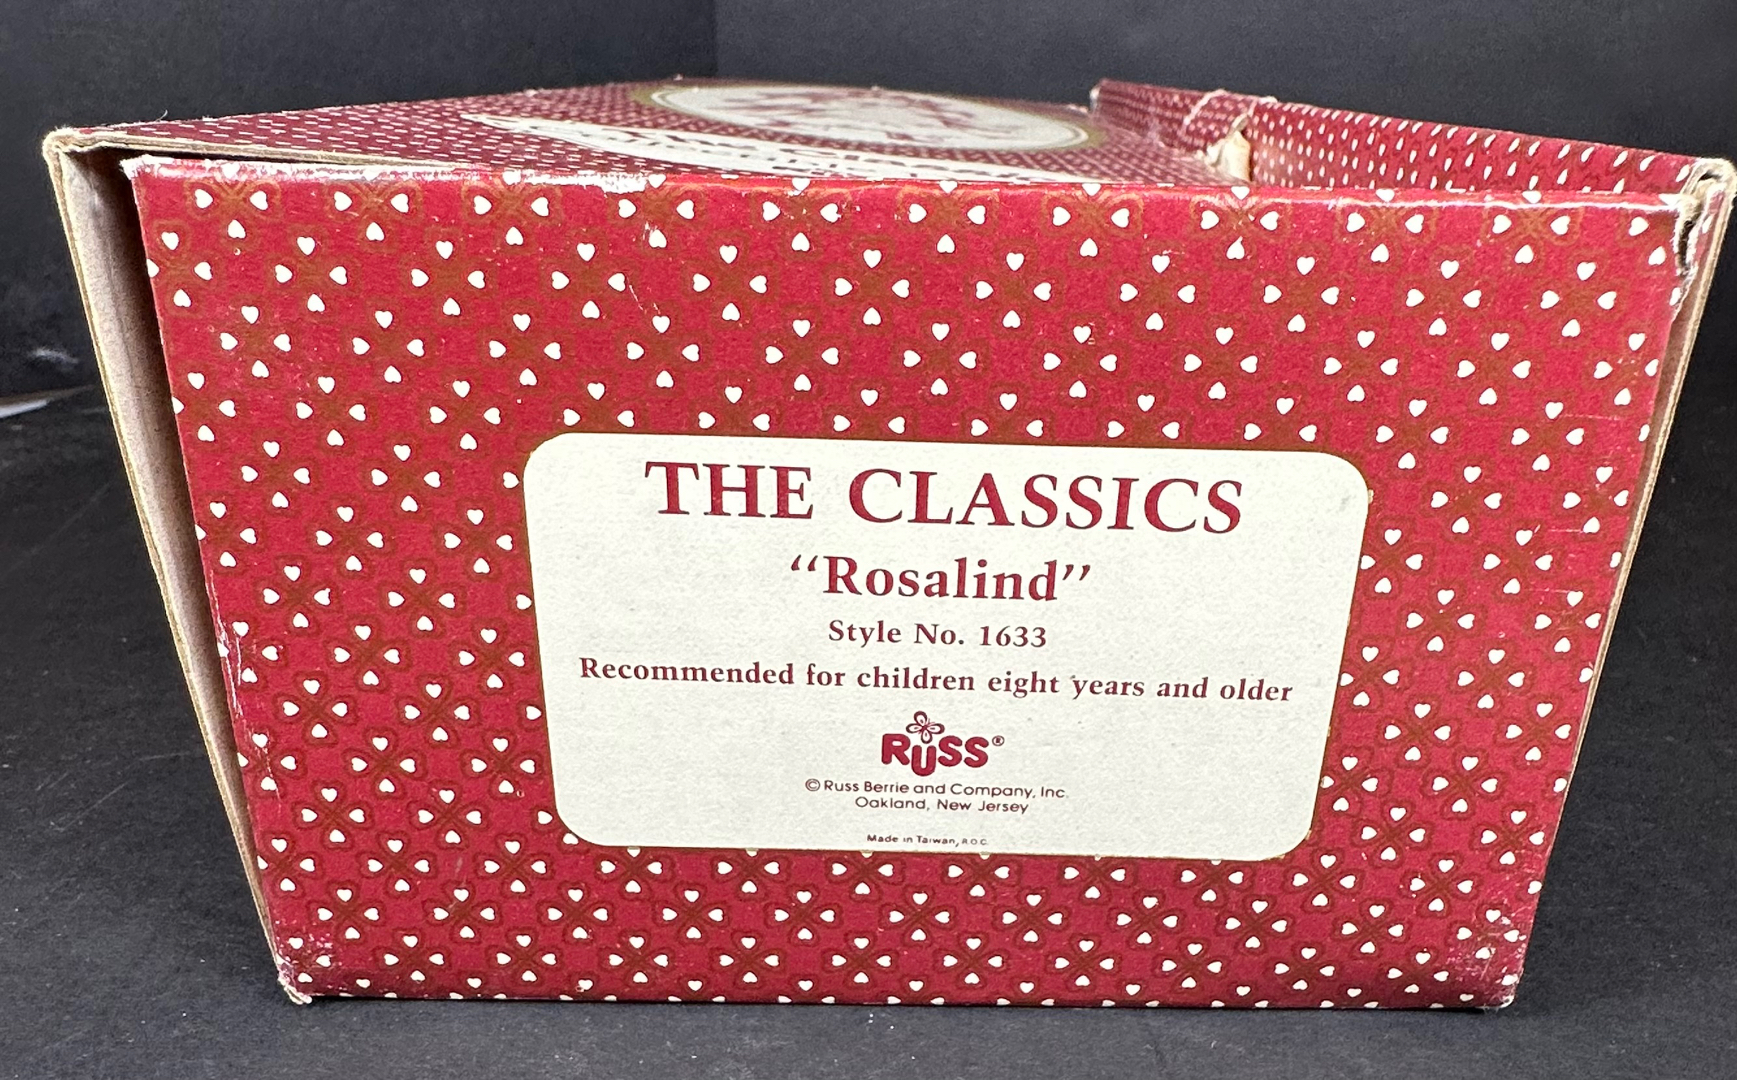 THE CLASSICS
“Rosalind”
Style No. 1633
Recommended for children eight years and older
RUSS®
© Russ Berrie and Company, Inc.
Oakland, New Jersey
Made in Taiwan, R.O.C.